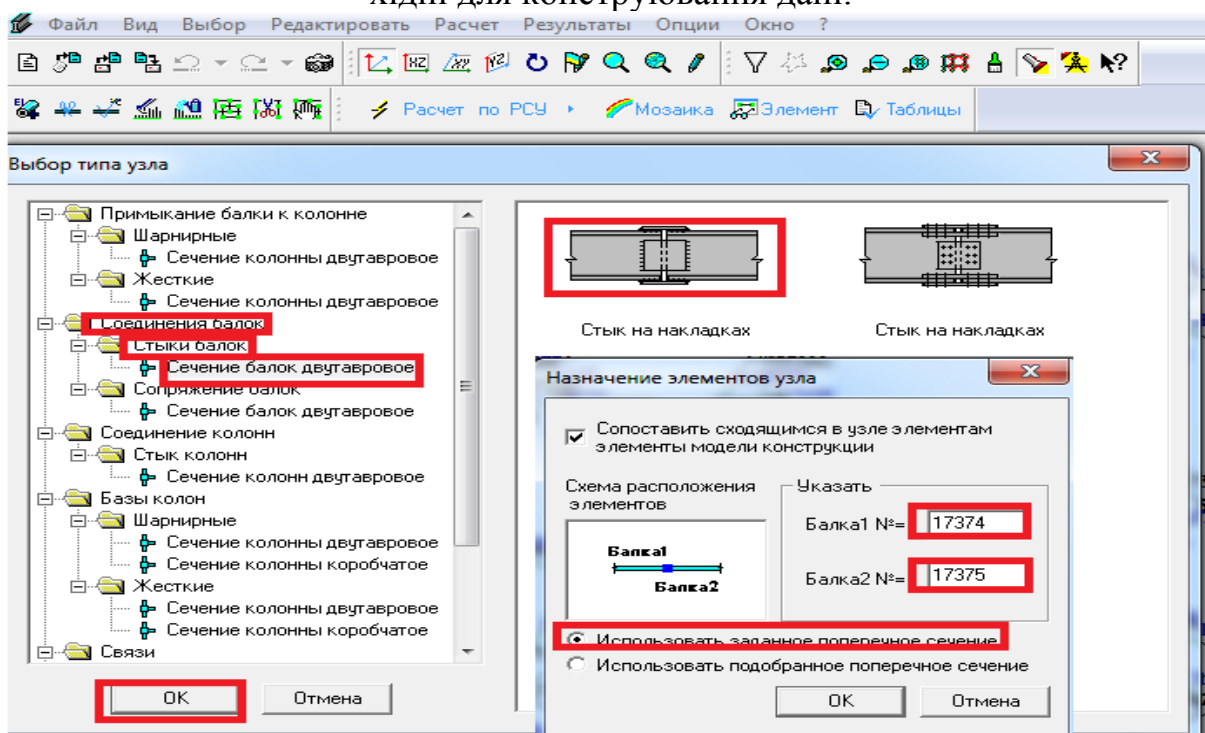 хідні для конструювання дані.
Файл Вид Выбор Редактировать Расчет Результаты Опции Окно ?
Расчет по РСУ Мозаика Элемент Таблицы
Выбор типа узла
Примыкание балки к колонне
Шарнирные
Сечение колонны двутавровое
Жесткие
Сечение колонны двутавровое
Соединения балок
Стыки балок
Сечение балок двутавровое
Сопряжение балок
Сечение балок двутавровое
Соединение колонн
Стык колонн
Сечение колонн двутавровое
Базы колон
Шарнирные
Сечение колонны двутавровое
Сечение колонны коробчатое
Жесткие
Сечение колонны двутавровое
Сечение колонны коробчатое
Связи
OK Отмена
Стык на накладках Стык на накладках
Назначение элементов узла
Сопоставить сходящимся в узле элементам
элементы модели конструкции
Схема расположения
элементов
Балка1
Балка2
Указать
Балка1 №= 17374
Балка2 №= 17375
Использовать заданное поперечное сечение
Использовать подобранное поперечное сечение
OK Отмена